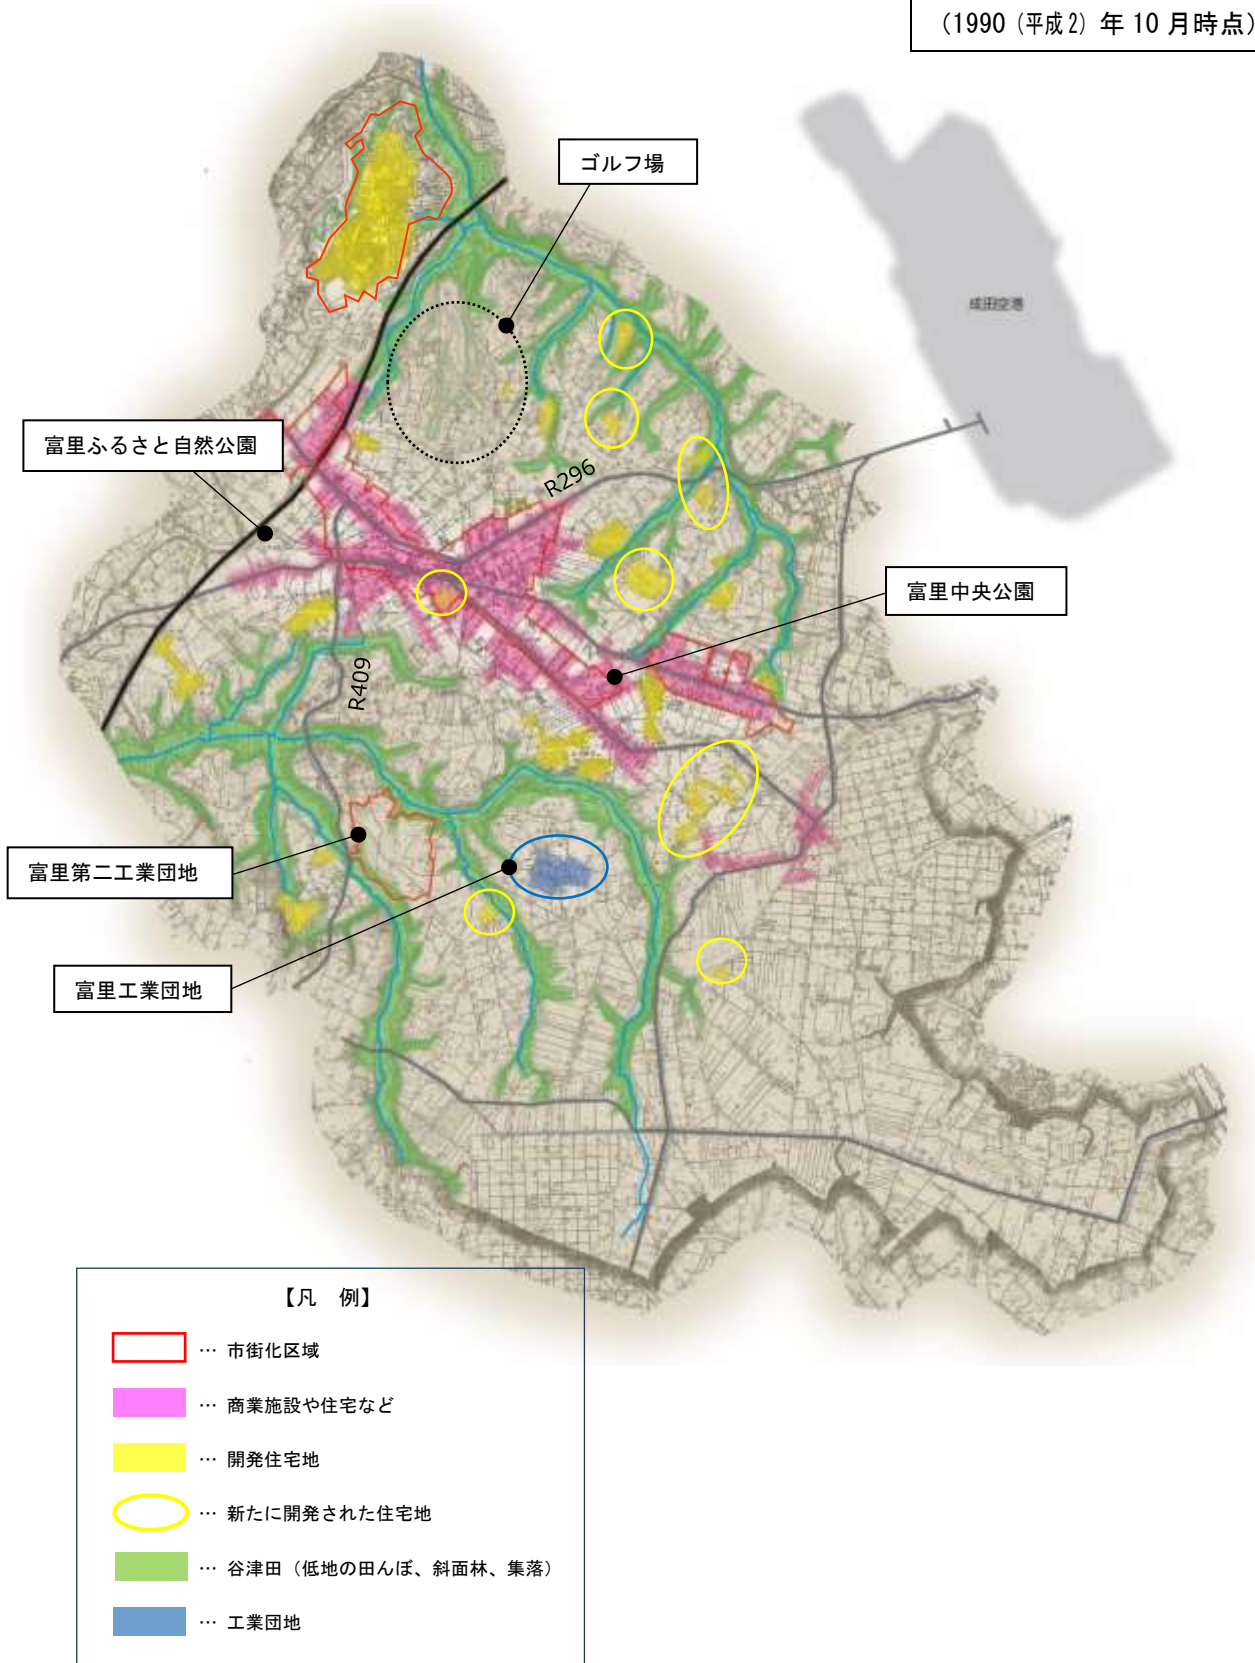 （1990（平成2）年 10 月時点）
ゴルフ場
成田空港
富里ふるさと自然公園
R296
富里中央公園
R409
富里第二工業団地
富里工業団地
【凡　例】
… 市街化区域
… 商業施設や住宅など
… 開発住宅地
… 新たに開発された住宅地
… 谷津田（低地の田んぼ、斜面林、集落）
… 工業団地